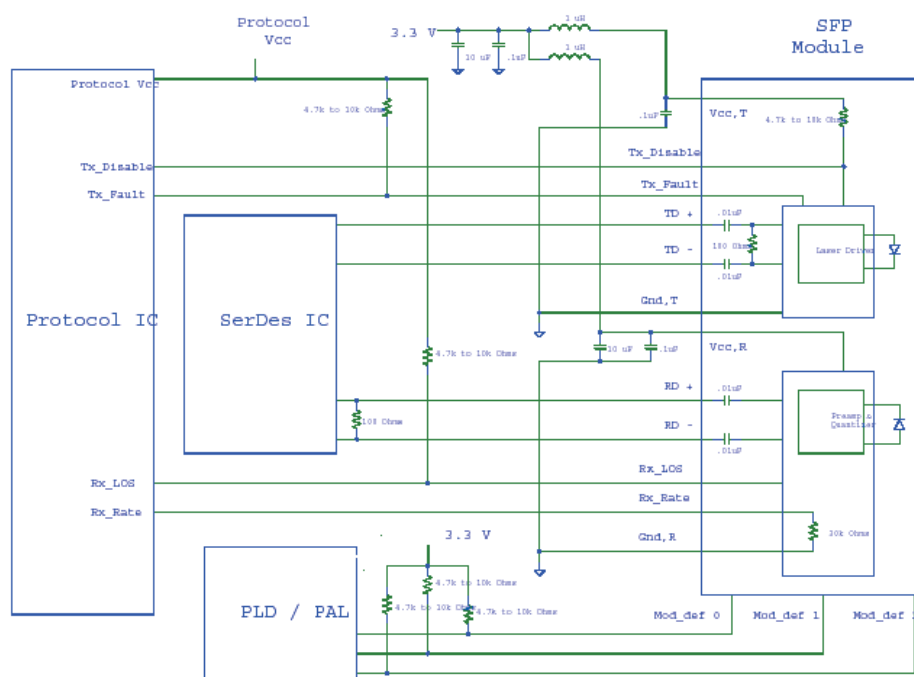 Protocol
Vcc
3.3 V
1 uH
1 uH
10 uF
.1uF
SFP
Module
Protocol Vcc
4.7k to 10k Ohms
.1uF
Vcc,T
4.7k to 10k Ohms
Tx_Disable
Tx_Disable
Tx_Fault
Tx_Fault
TD +
.01uF
100 Ohms
Laser Driver
TD -
.01uF
Gnd,T
Protocol IC
SerDes IC
4.7k to 10k Ohms
10 uF
.1uF
Vcc,R
RD +
.01uF
100 Ohms
Preamp &
Quantizer
RD -
.01uF
Rx_LOS
Rx_LOS
Rx_Rate
Rx_Rate
Gnd,R
30k Ohms
3.3 V
4.7k to 10k Ohms
4.7k to 10k Ohms
4.7k to 10k Ohms
PLD / PAL
Mod_def 0
Mod_def 1
Mod_def